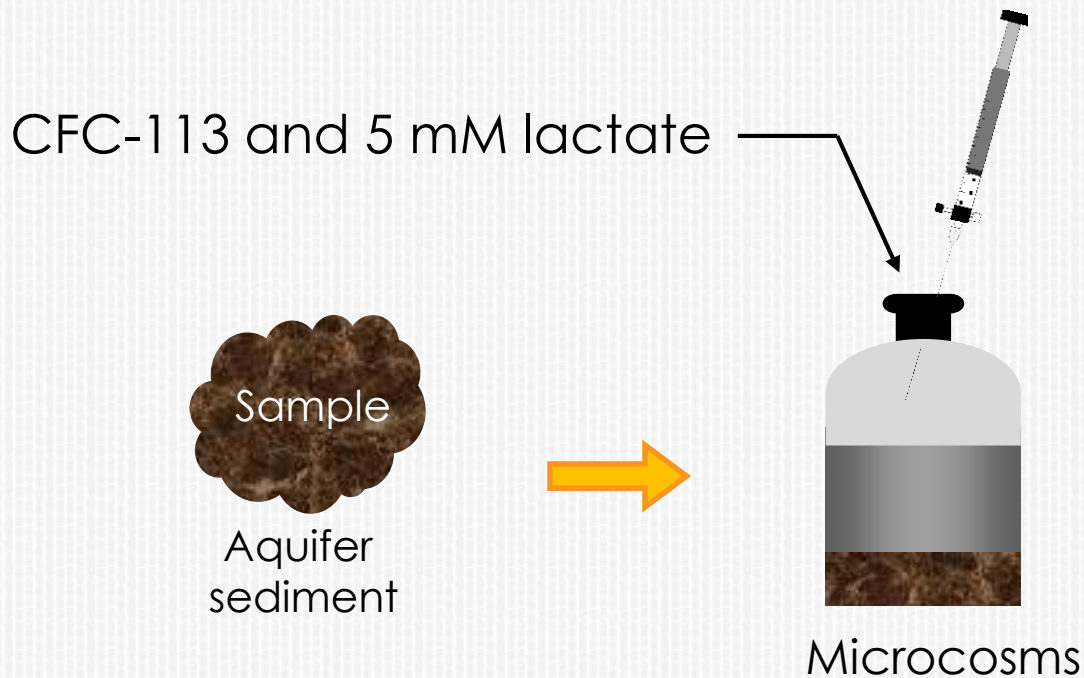 CFC-113 and 5 mM lactate
Sample
Aquifer
sediment
Microcosms